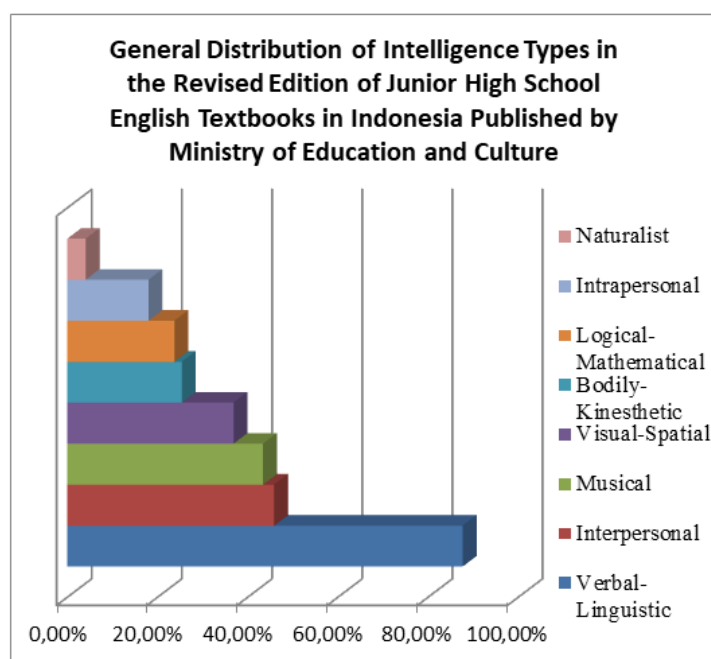 General Distribution of Intelligence Types in
the Revised Edition of Junior High School
English Textbooks in Indonesia Published by
Ministry of Education and Culture
Naturalist
Intrapersonal
Logical-
Mathematical
Bodily-
Kinesthetic
Visual-Spatial
Musical
Interpersonal
Verbal-
Linguistic
0,00% 20,00% 40,00% 60,00% 80,00% 100,00%